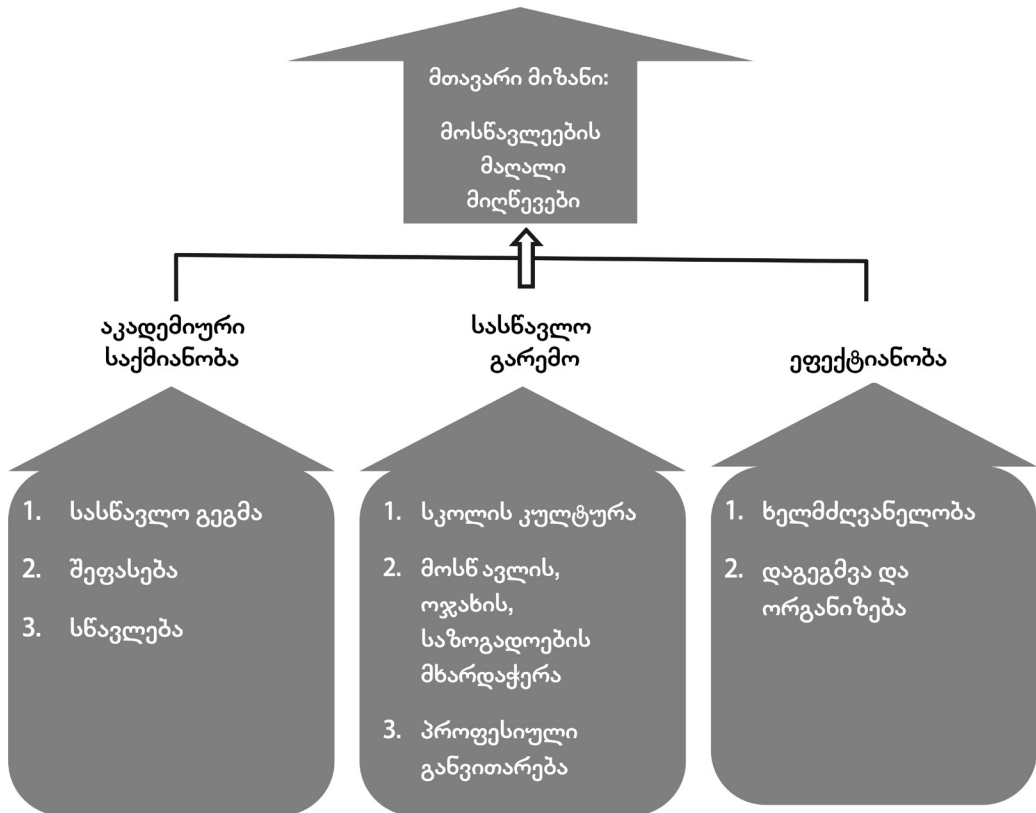 მთავარი მიზანი:
მოსწავლეების
მაღალი
მიღწევები
აკადემიური
საქმიანობა
სასწავლო
გარემო
ეფექტიანობა
1. სასწავლო გეგმა
2. შეფასება
3. სწავლება
1. სკოლის კულტურა
2. მოსწავლის,
ოჯახის,
საზოგადოების
მხარდაჭერა
3. პროფესიული
განვითარება
1. ხელმძღვანელობა
2. დაგეგმვა და
ორგანიზება